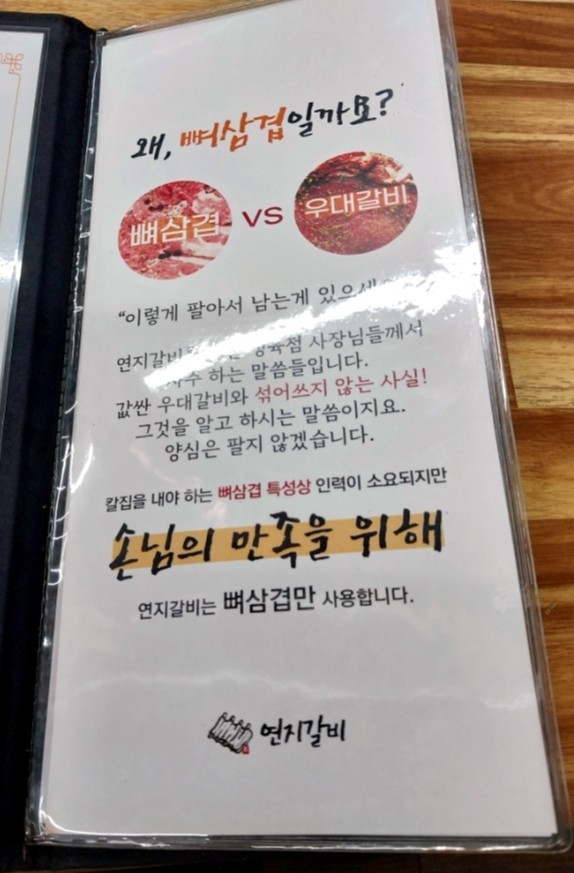 왜, 뼈삼겹일까요?
뼈삼겹 VS 우대갈비
"이렇게 팔아서 남는게
연지갈비 사장님들께서
하는 말씀들입니다.
값싼 우대갈비와 섞어쓰지 않는 사실!
그것을 알고 하시는 말씀이지요.
양심은 팔지 않겠습니다.
칼집을 내야 하는 뼈삼겹 특성상 인력이 소요되지만
손님의 만족을 위해
연지갈비는 뼈삼겹만 사용합니다.
연지갈비